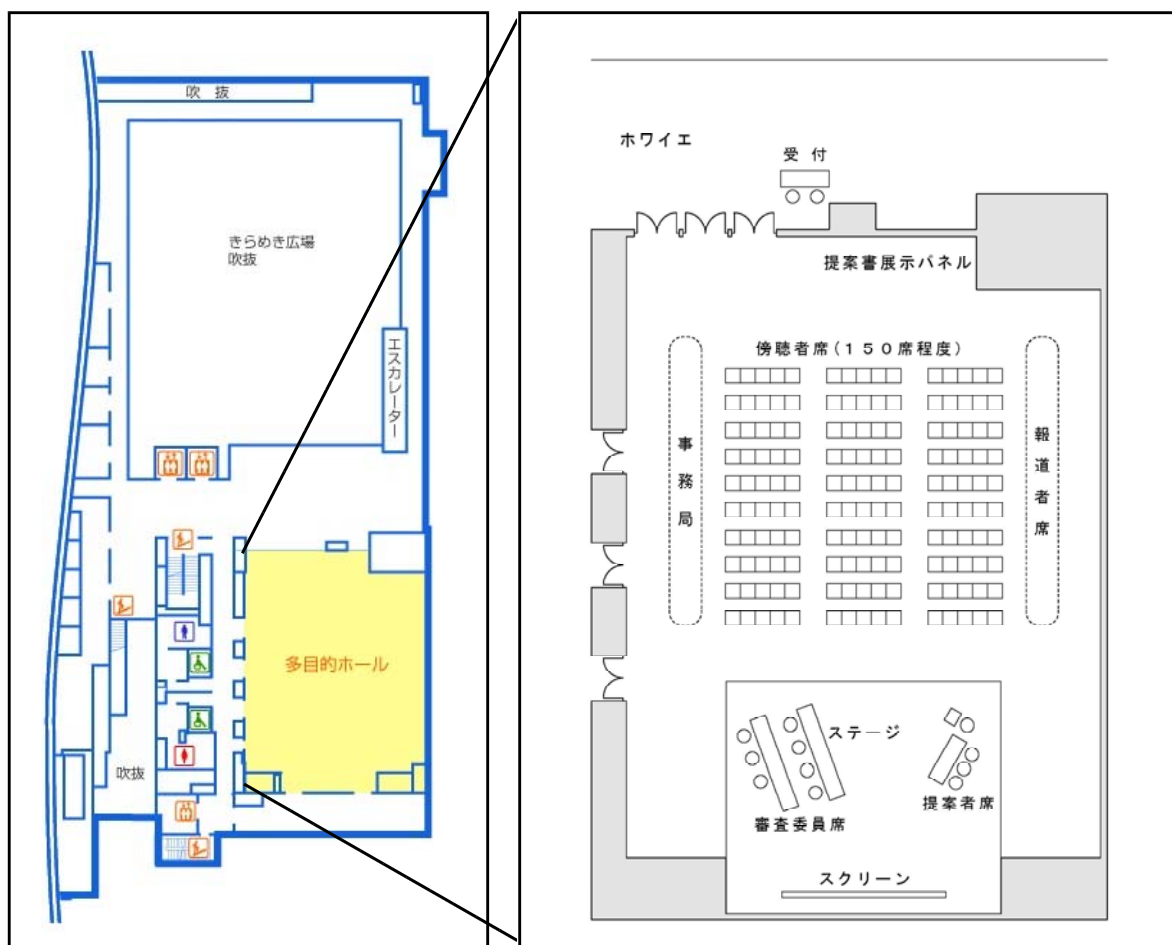 吹 抜
きらめき広場
吹抜
エスカレーター
多目的ホール
吹抜
ホワイエ
受 付
提案書展示パネル
傍聴者席(150席程度)
事務局
報道者席
ステージ
審査委員席
提案者席
スクリーン